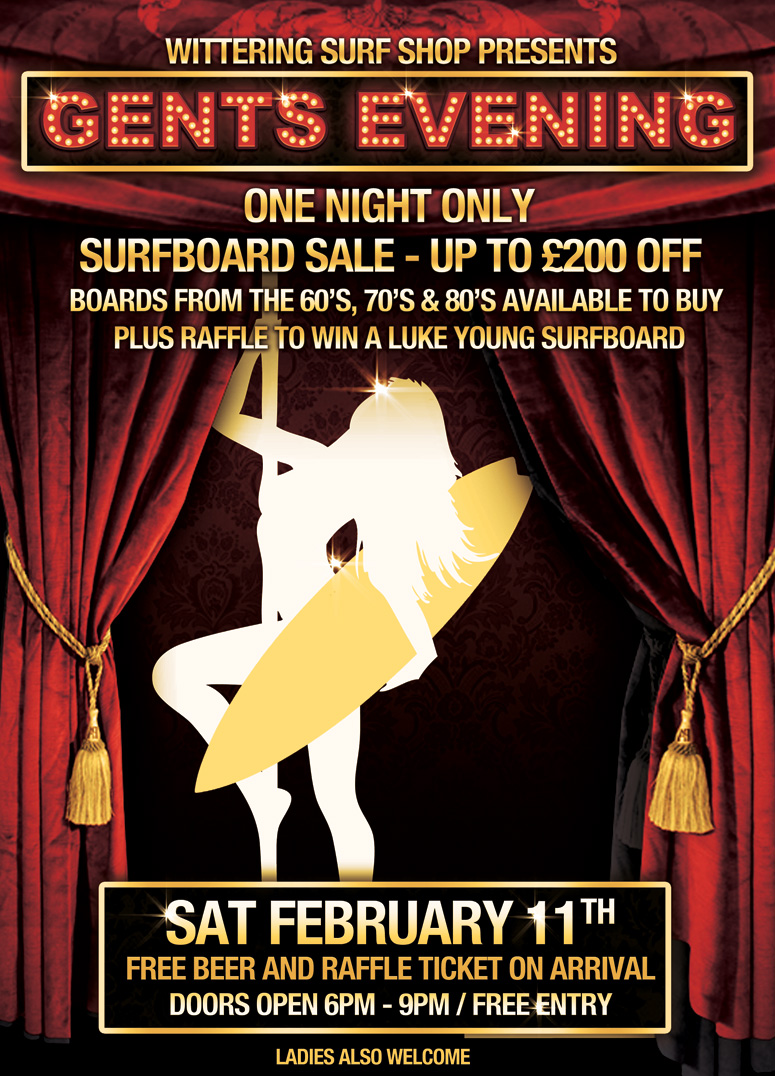 WITTERING SURF SHOP PRESENTS
GENTS EVENING
ONE NIGHT ONLY
SURFBOARD SALE - UP TO £200 OFF
BOARDS FROM THE 60'S, 70'S & 80'S AVAILABLE TO BUY
PLUS RAFFLE TO WIN A LUKE YOUNG SURFBOARD
SAT FEBRUARY 11TH
FREE BEER AND RAFFLE TICKET ON ARRIVAL
DOORS OPEN 6PM - 9PM / FREE ENTRY
LADIES ALSO WELCOME